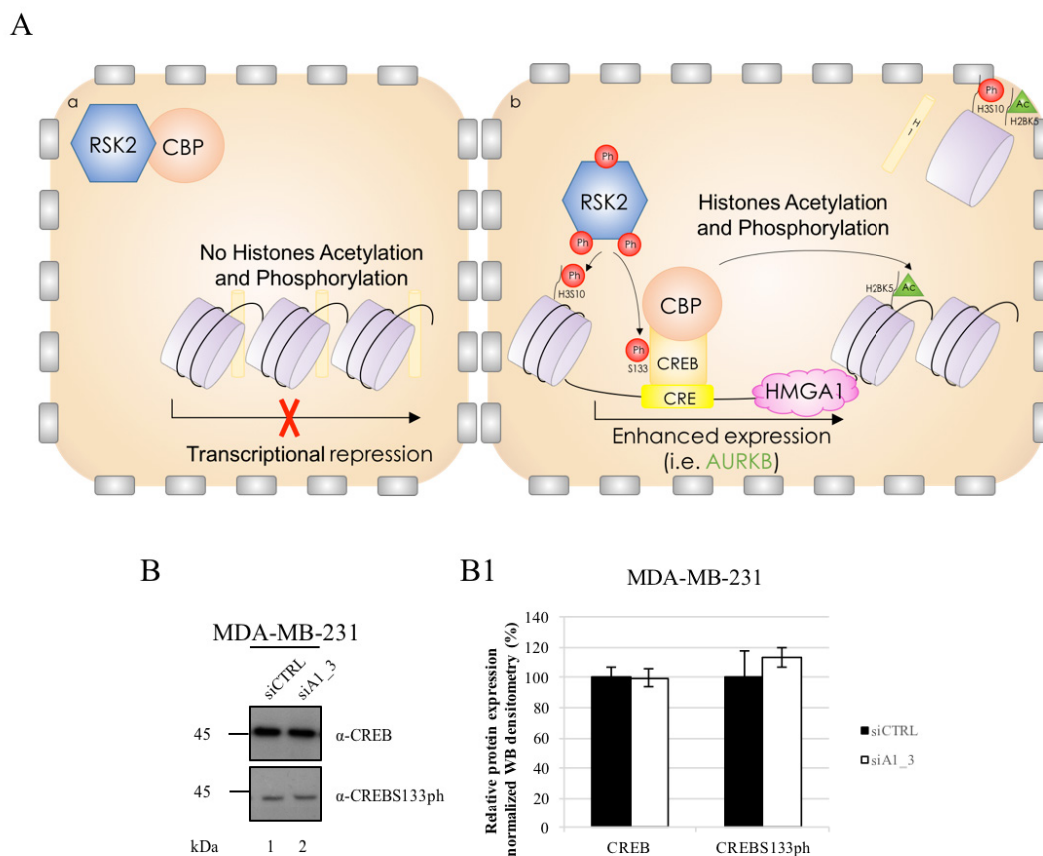 A
a
RSK2
CBP
No Histones Acetylation
and Phosphorylation
Transcriptional repression
b
Ph
RSK2
Ph
Ph
Ph
H3S10
Ph
S133
CBP
CREB
CRE
HMGA1
Histones Acetylation
and Phosphorylation
H2BK5
Ac
H1
Ph
H3S10
Ac
H2BK5
Enhanced expression
(i.e. AURKB)
B
MDA-MB-231
siCTRL
siA1_3
45
α-CREB
45
α-CREBS133ph
kDa
1
2
B1
MDA-MB-231
Relative protein expression
normalized WB densitometry (%)
140
120
100
80
60
40
20
0
CREB
CREBS133ph
siCTRL
siA1_3